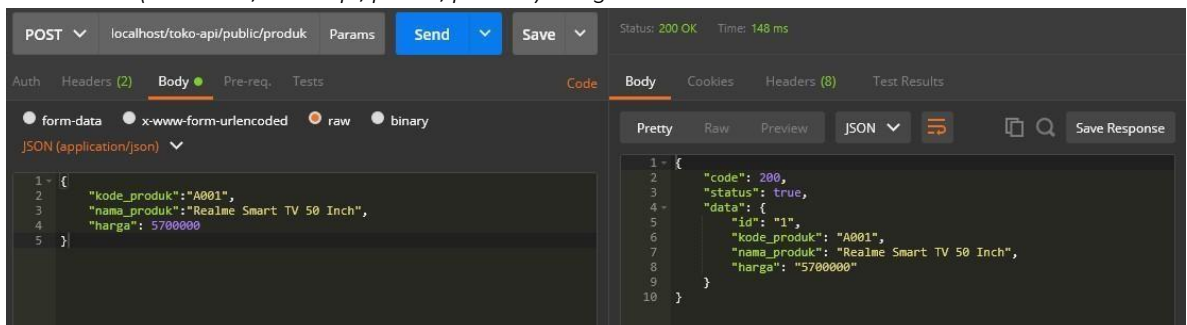 POST localhost/toko-api/public/produk Params Send Save
Status: 200 OK Time: 148 ms
Auth Headers (2) Body Pre-req. Tests Code
Body Cookies Headers (8) Test Results
form-data x-www-form-urlencoded raw binary
JSON (application/json)
Pretty Raw Preview JSON Save Response
1 {
2 "kode_produk":"A001",
3 "nama_produk":"Realme Smart TV 50 Inch",
4 "harga": 5700000
5 }
1 {
2 "code": 200,
3 "status": true,
4 "data": {
5 "id": "1",
6 "kode_produk": "A001",
7 "nama_produk": "Realme Smart TV 50 Inch",
8 "harga": "5700000"
9 }
10 }